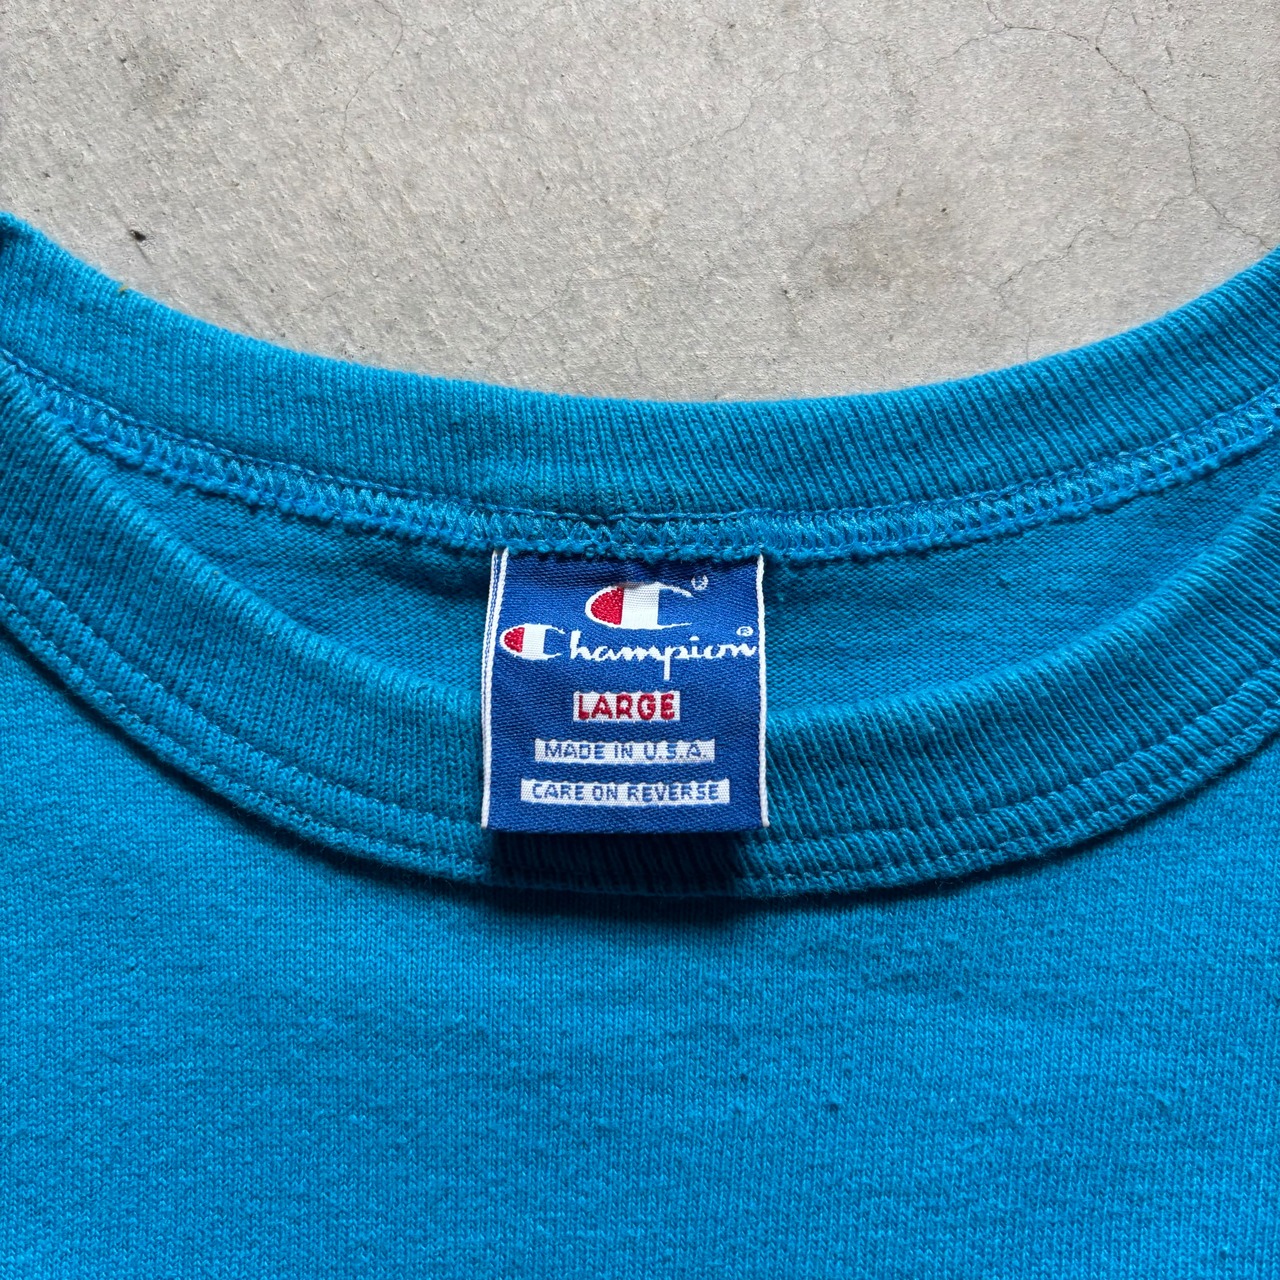 C®
Champion®
LARGE
MADE IN U.S.A.
CARE ON REVERSE